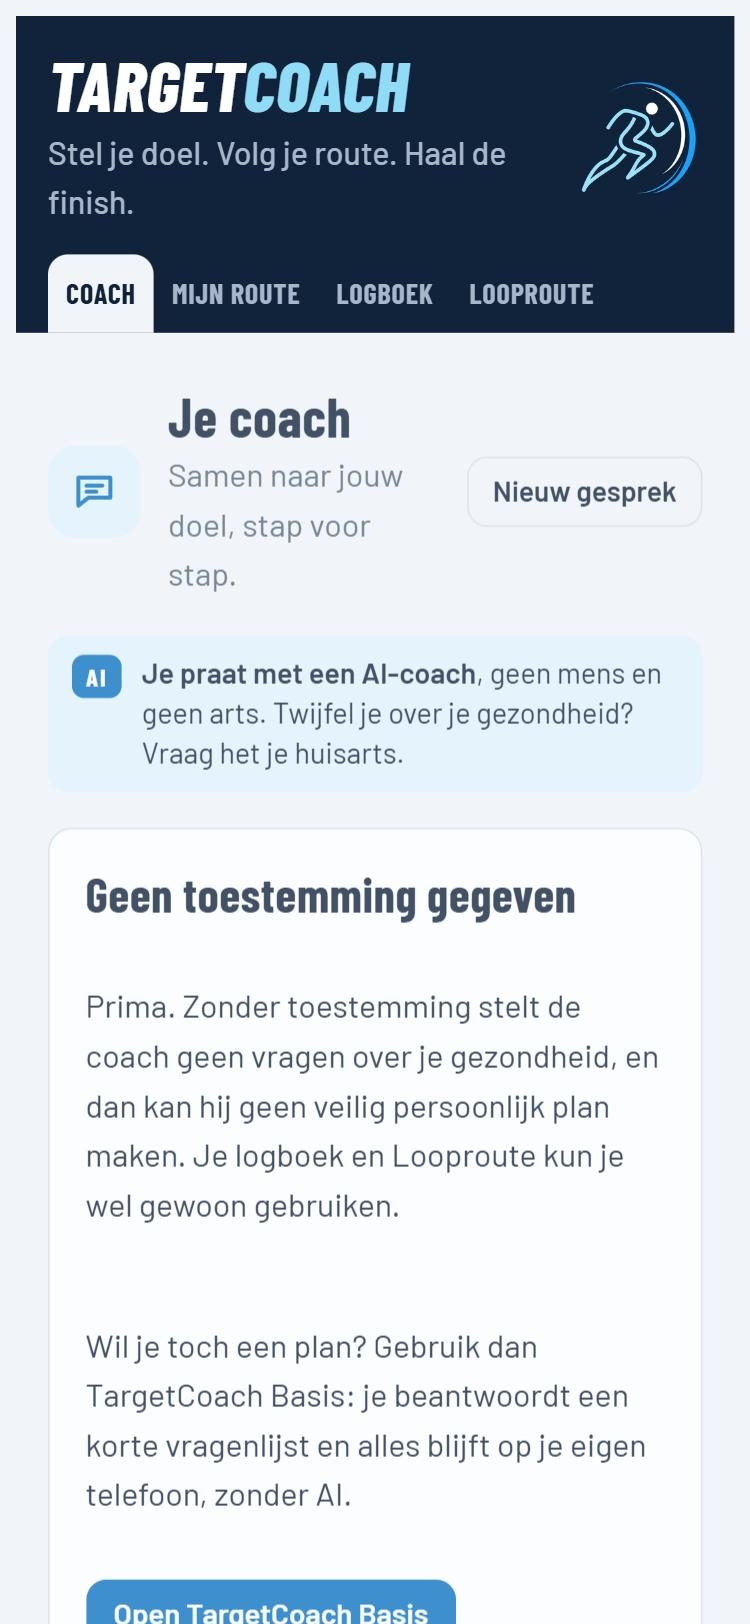 TARGETCOACH
Stel je doel. Volg je route. Haal de
finish.
COACH MIJN ROUTE LOGBOEK LOOPROUTE
Je coach
Samen naar jouw
doel, stap voor
stap.
Nieuw gesprek
AI
Je praat met een AI-coach, geen mens en
geen arts. Twijfel je over je gezondheid?
Vraag het je huisarts.
Geen toestemming gegeven
Prima. Zonder toestemming stelt de
coach geen vragen over je gezondheid, en
dan kan hij geen veilig persoonlijk plan
maken. Je logboek en Looproute kun je
wel gewoon gebruiken.
Wil je toch een plan? Gebruik dan
TargetCoach Basis: je beantwoordt een
korte vragenlijst en alles blijft op je eigen
telefoon, zonder AI.
Open TargetCoach Basis